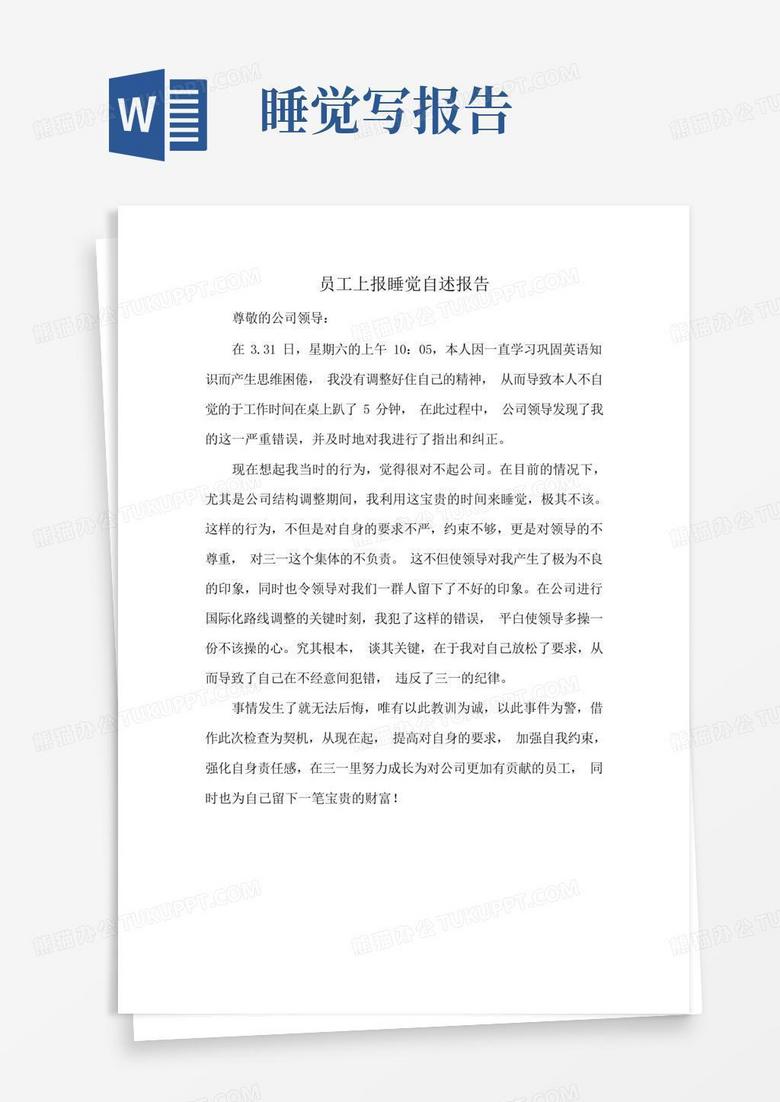 W
睡觉写报告
员工上报睡觉自述报告
尊敬的公司领导：
在 3.31 日，星期六的上午 10：05，本人因一直学习巩固英语知
识而产生思维困倦， 我没有调整好住自己的精神， 从而导致本人不自
觉的于工作时间在桌上趴了 5 分钟， 在此过程中， 公司领导发现了我
的这一严重错误，并及时地对我进行了指出和纠正。
现在想起我当时的行为，觉得很对不起公司。在目前的情况下，
尤其是公司结构调整期间，我利用这宝贵的时间来睡觉，极其不该。
这样的行为，不但是对自身的要求不严，约束不够，更是对领导的不
尊重， 对三一这个集体的不负责。 这不但使领导对我产生了极为不良
的印象，同时也令领导对我们一群人留下了不好的印象。在公司进行
国际化路线调整的关键时刻，我犯了这样的错误， 平白使领导多操一
份不该操的心。究其根本， 谈其关键，在于我对自己放松了要求，从
而导致了自己在不经意间犯错， 违反了三一的纪律。
事情发生了就无法后悔，唯有以此教训为诫，以此事件为警，借
作此次检查为契机，从现在起， 提高对自身的要求， 加强自我约束，
强化自身责任感，在三一里努力成长为对公司更加有贡献的员工， 同
时也为自己留下一笔宝贵的财富！
熊猫办公TUKUPPT.COM